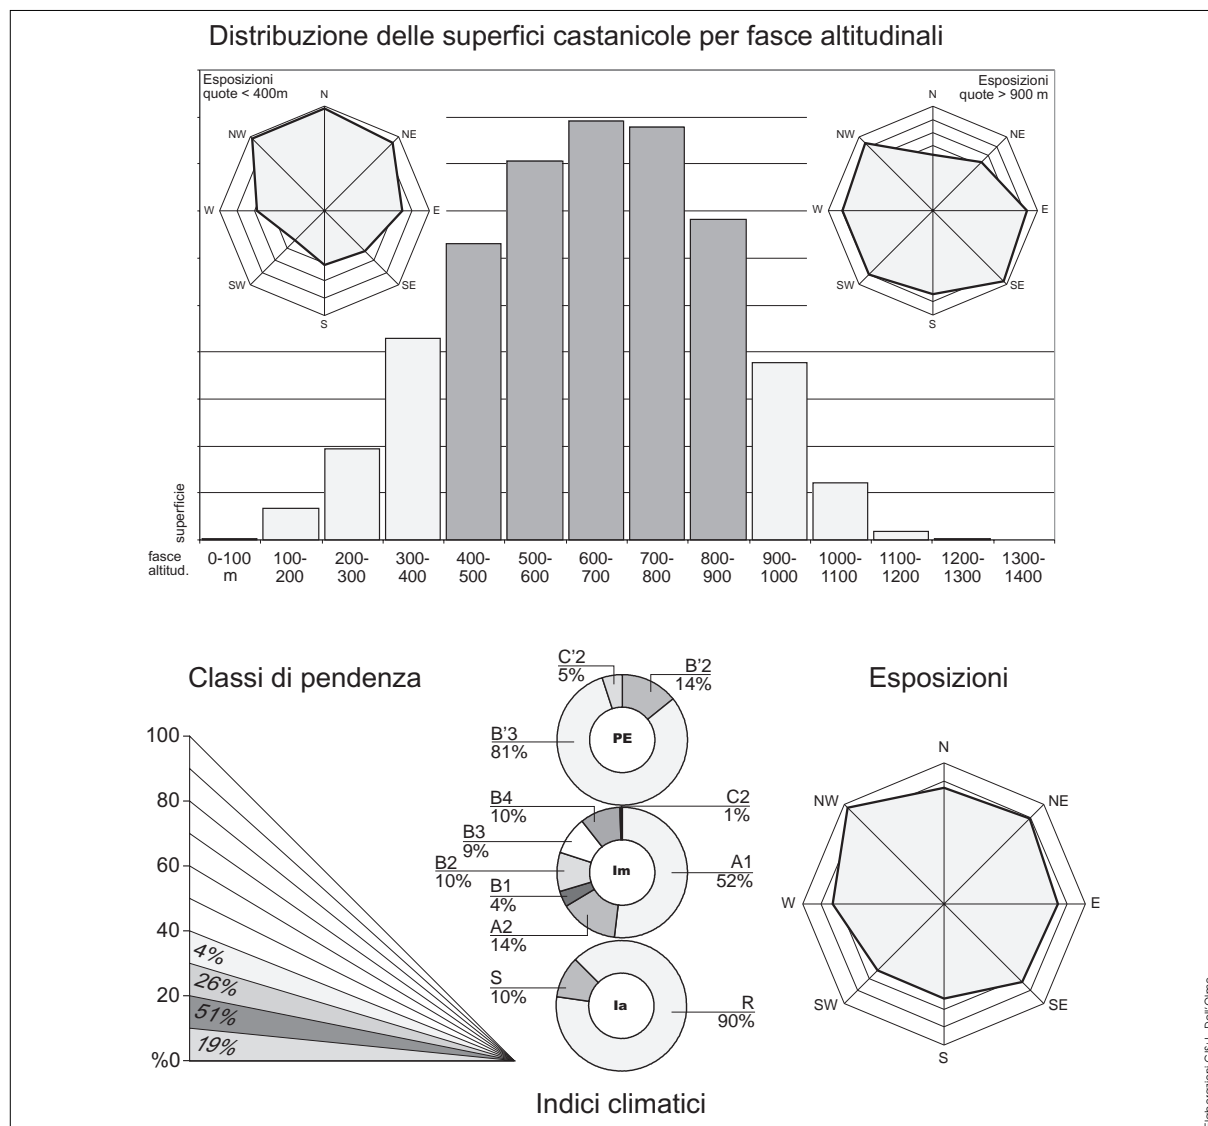 Distribuzione delle superfici castanicole per fasce altitudinali
Esposizioni
quote < 400m
N
NE
E
SE
S
SW
W
NW
Esposizioni
quote > 900 m
N
NE
E
SE
S
SW
W
NW
superficie
fasce
altitud.
0-100
m
100-
200
200-
300
300-
400
400-
500
500-
600
600-
700
700-
800
800-
900
900-
1000
1000-
1100
1100-
1200
1200-
1300
1300-
1400
Classi di pendenza
100
80
60
40
20
%0
4%
26%
51%
19%
C'2
5%
B'2
14%
B'3
81%
PE
B4
10%
C2
1%
B3
9%
B2
10%
A1
52%
B1
4%
A2
14%
Im
S
10%
R
90%
Ia
Indici climatici
Esposizioni
N
NE
E
SE
S
SW
W
NW